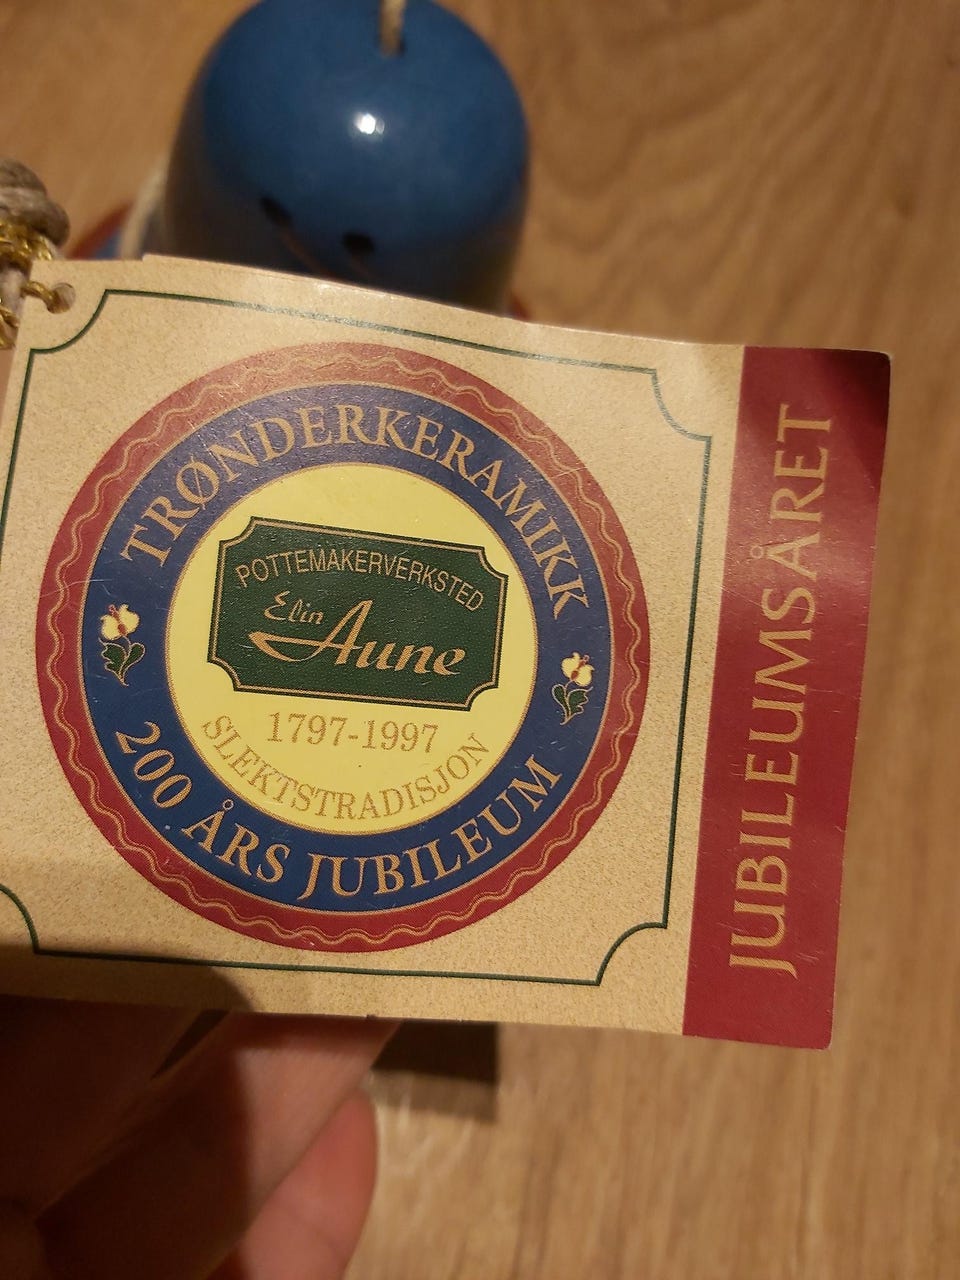 TRØNDERKERAMIKK
POTTEMAKERVERKSTED
Elin Aune
1797-1997
SLEKTSTRADISJON
200 ÅRS JUBILEUM
JUBILEUMSÅRET